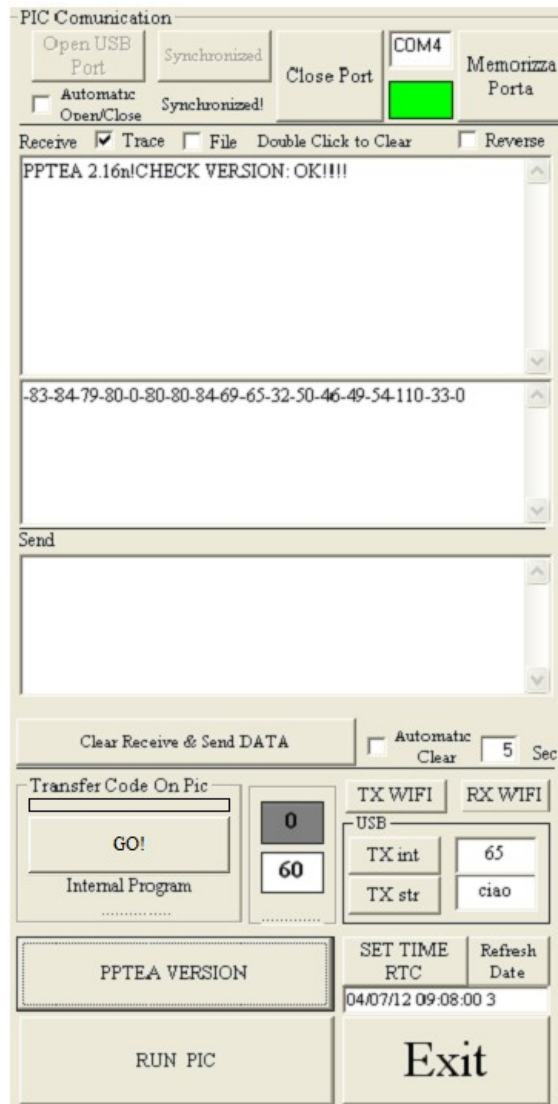 PIC Comunication
Open USB Port
Synchronized
Close Port
COM4
Memorizza Porta
Automatic Open/Close
Synchronized!
Receive Trace File Double Click to Clear Reverse
PPTEA 2.16n!CHECK VERSION: OK!!!!
-83-84-79-80-0-80-80-84-69-65-32-50-46-49-54-110-33-0
Send
Clear Receive & Send DATA
Automatic Clear 5 Sec
Transfer Code On Pic
GO!
Internal Program
...............
0
60
...............
TX WIFI RX WIFI
USB
TX int 65
TX str ciao
PPTEA VERSION
SET TIME RTC
Refresh Date
04/07/12 09:08:00 3
RUN PIC
Exit